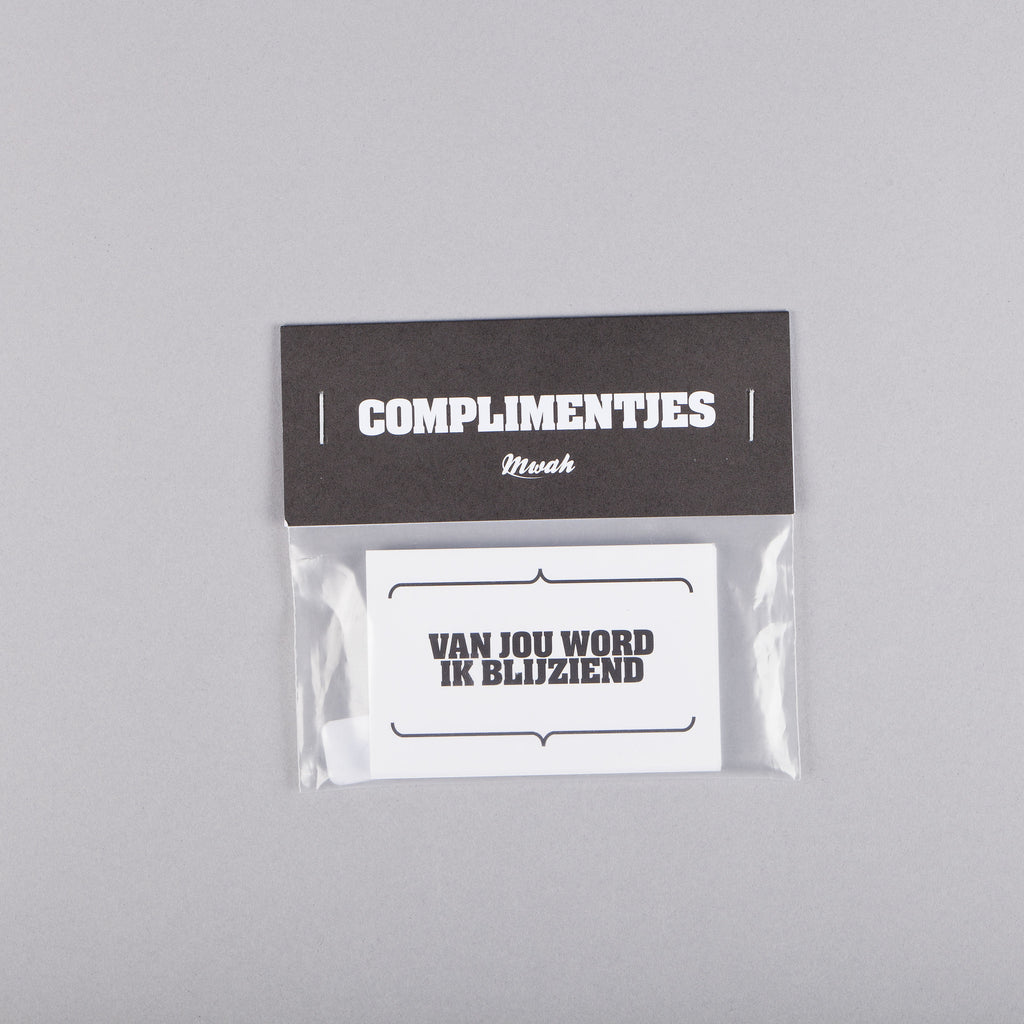 COMPLIMENTJES
Mwah
VAN JOU WORD
IK BLIJZIEND